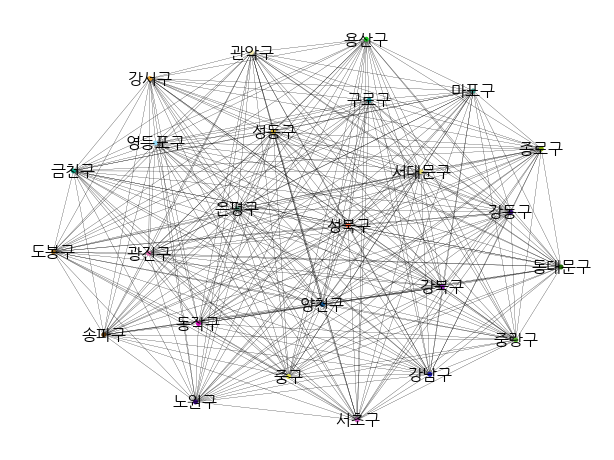 용산구
관악구
강서구
마포구
구로구
성동구
영등포구
종로구
금천구
서대문구
은평구
강동구
성북구
도봉구
광진구
동대문구
강북구
양천구
동작구
송파구
중랑구
중구
강남구
노원구
서초구